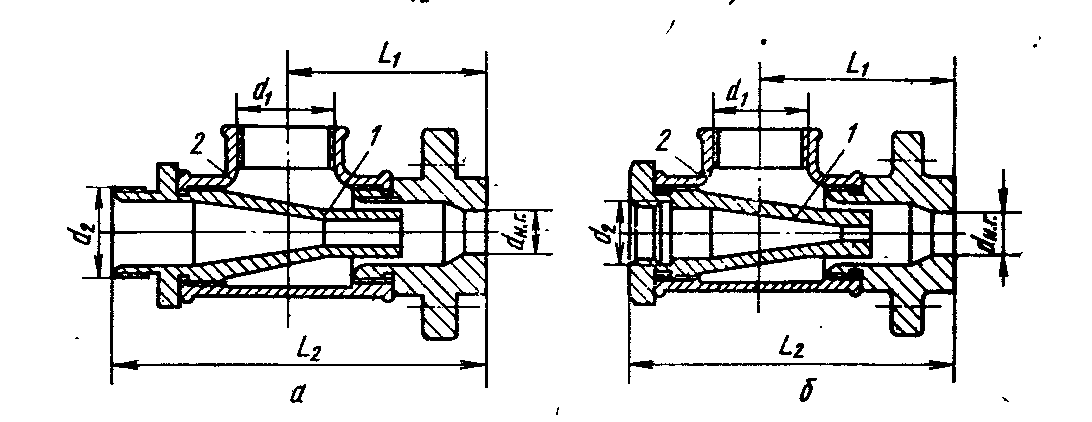 L₁ L₁
d₁ d₁
2 1 2 1
d₂ dн.г. d₂ dн.г.
L₂ L₂
а б